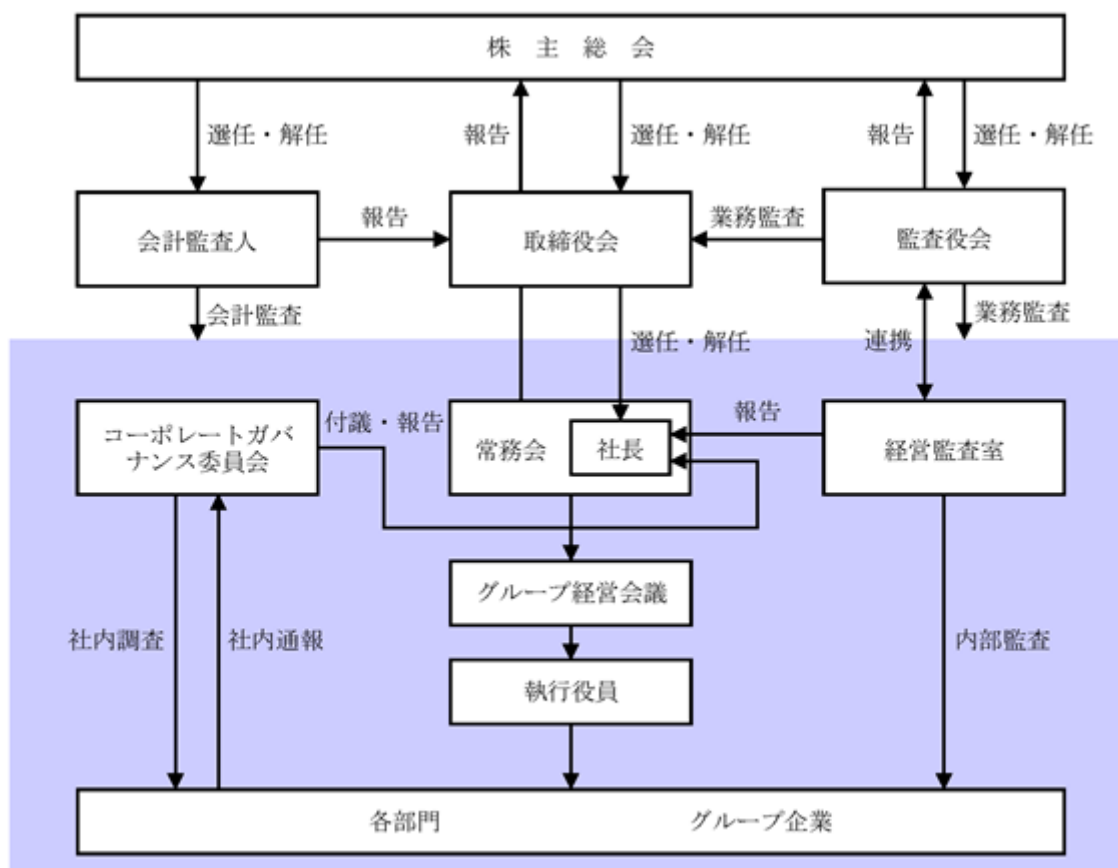 株主総会
選任・解任
報告
選任・解任
報告
選任・解任
会計監査人
報告
取締役会
業務監査
監査役会
会計監査
選任・解任
連携
業務監査
コーポレートガバ
ナンス委員会
付議・報告
常務会
社長
報告
経営監査室
グループ経営会議
社内調査
社内通報
内部監査
執行役員
各部門
グループ企業